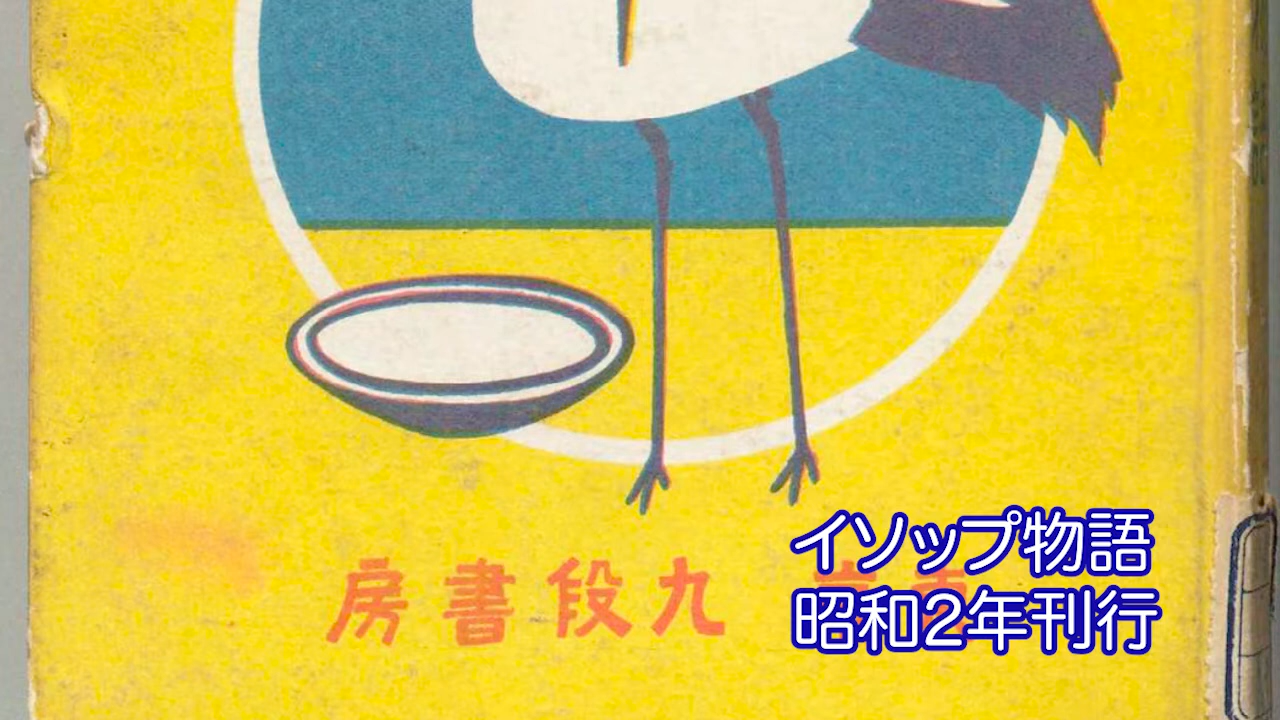 房書段九
イソップ物語
昭和2年刊行